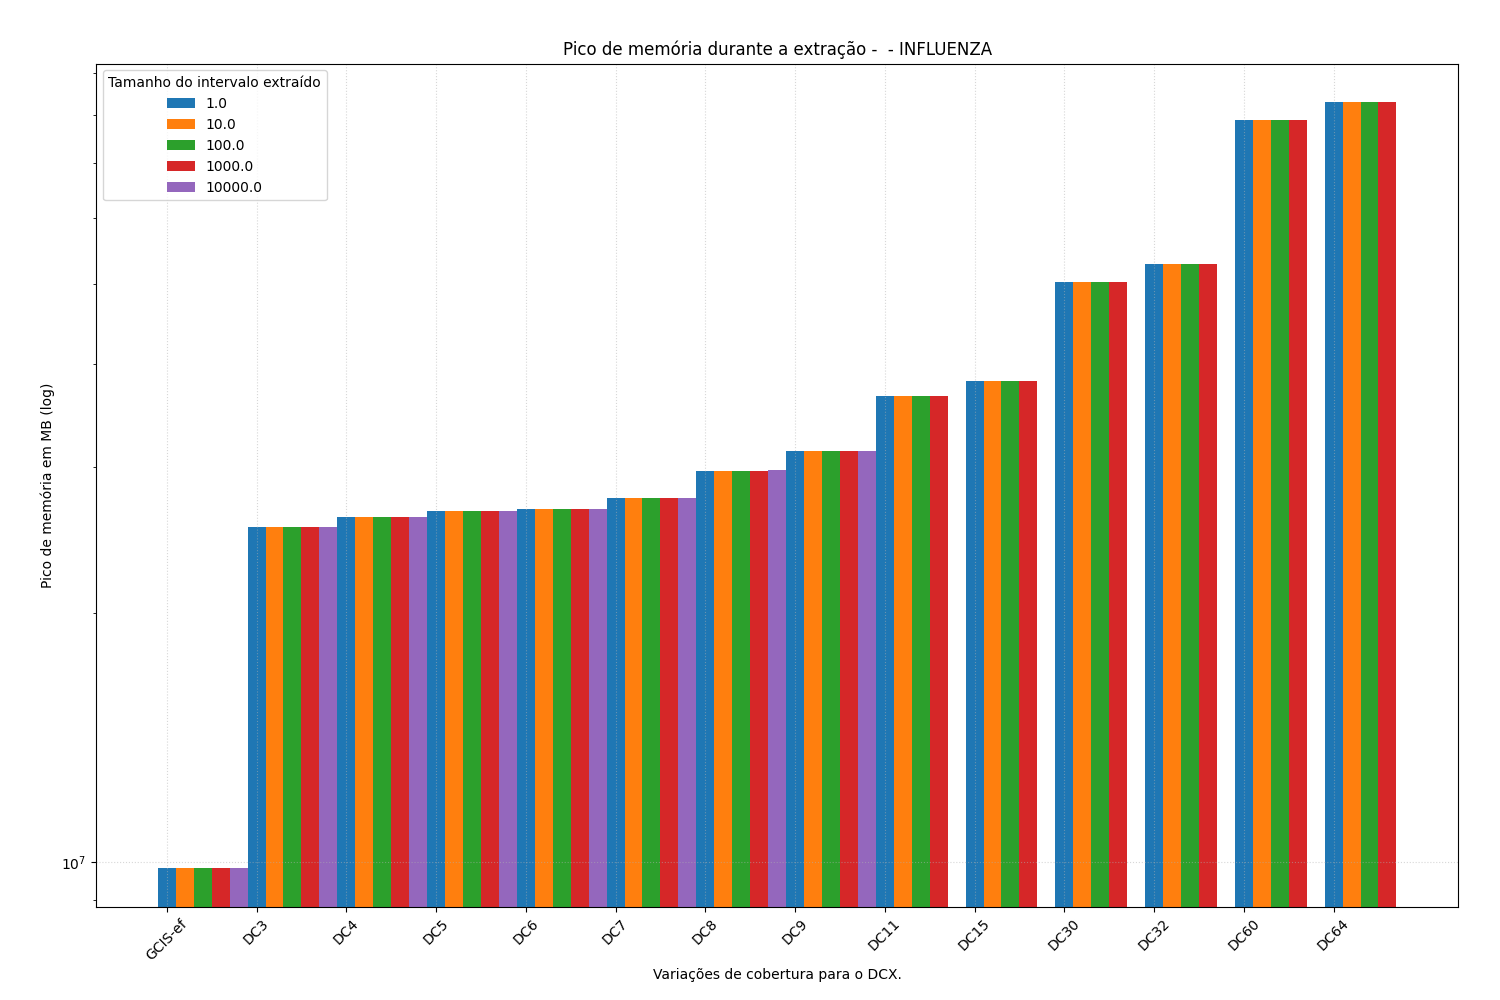 Pico de memória durante a extração -  - INFLUENZA
Tamanho do intervalo extraído
1.0
10.0
100.0
1000.0
10000.0
Pico de memória em MB (log)
10⁷
GCIS-ef
DC3
DC4
DC5
DC6
DC7
DC8
DC9
DC11
DC15
DC30
DC32
DC60
DC64
Variações de cobertura para o DCX.